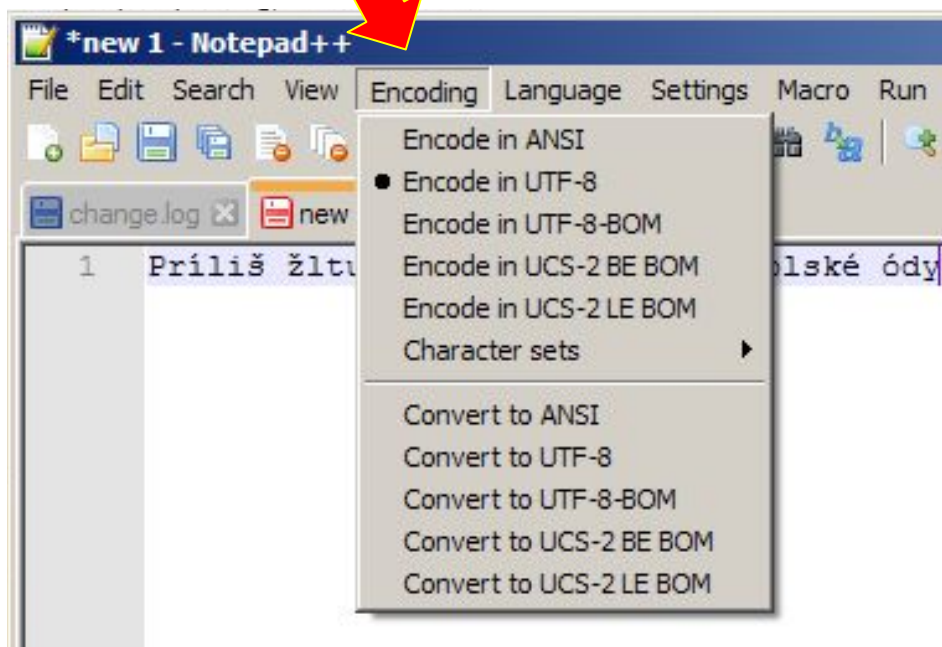 *new 1 - Notepad++
File Edit Search View Encoding Language Settings Macro Run
change.log new
1 Príliš žltu olské ódy
Encode in ANSI
Encode in UTF-8
Encode in UTF-8-BOM
Encode in UCS-2 BE BOM
Encode in UCS-2 LE BOM
Character sets
Convert to ANSI
Convert to UTF-8
Convert to UTF-8-BOM
Convert to UCS-2 BE BOM
Convert to UCS-2 LE BOM